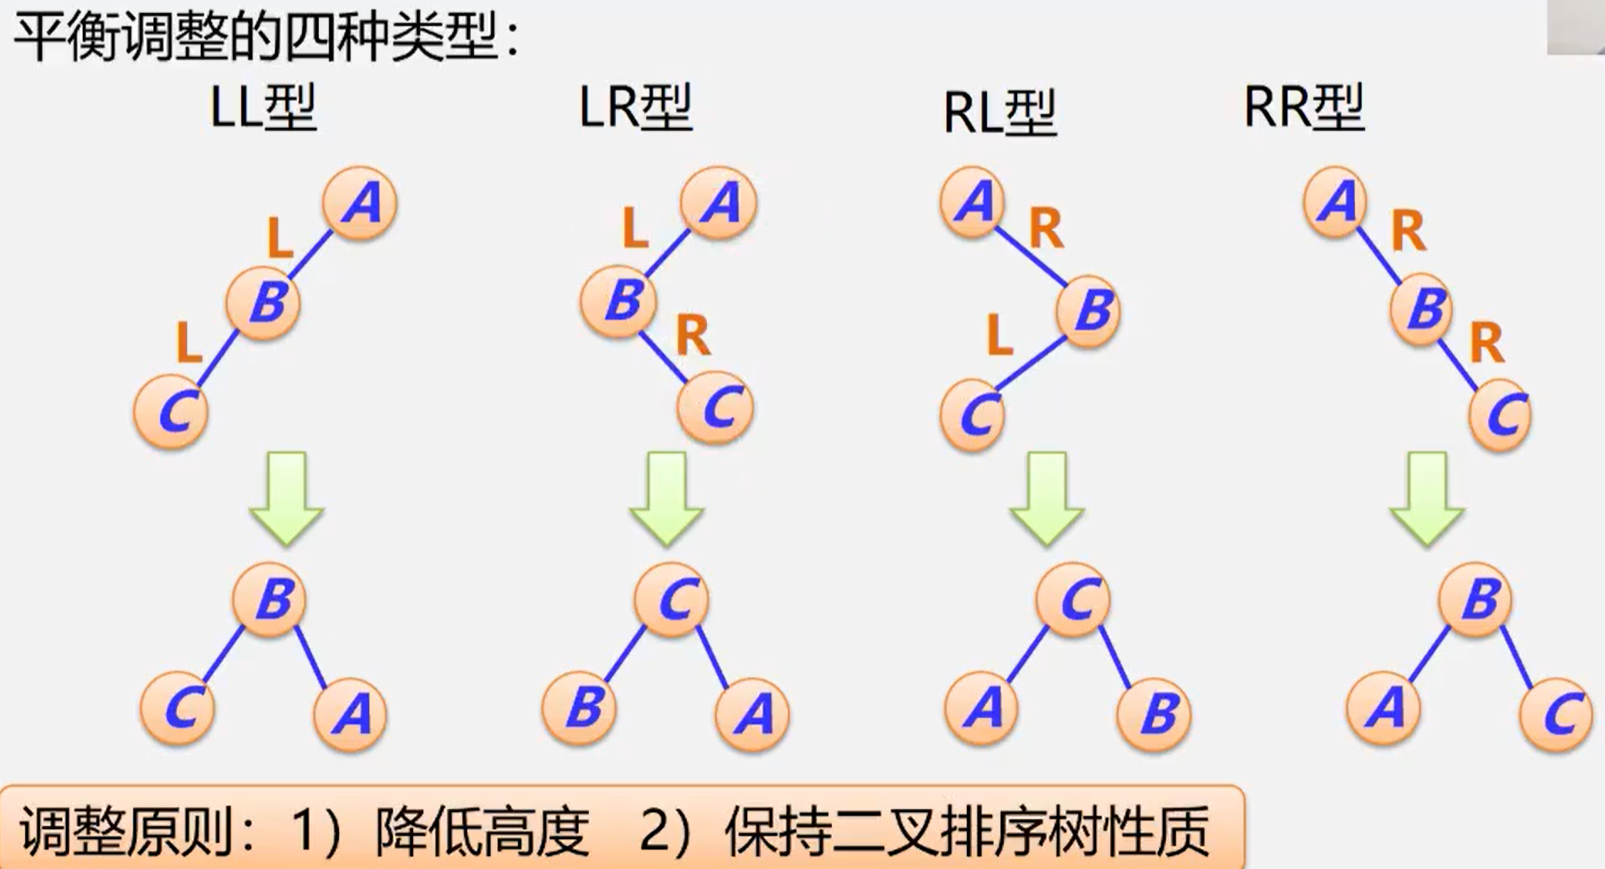 平衡调整的四种类型：
LL型 LR型 RL型 RR型
A A A A
L L R R
B B B B
L R L R
C C C C
B C C B
C A B A A B A C
调整原则：1）降低高度 2）保持二叉排序树性质